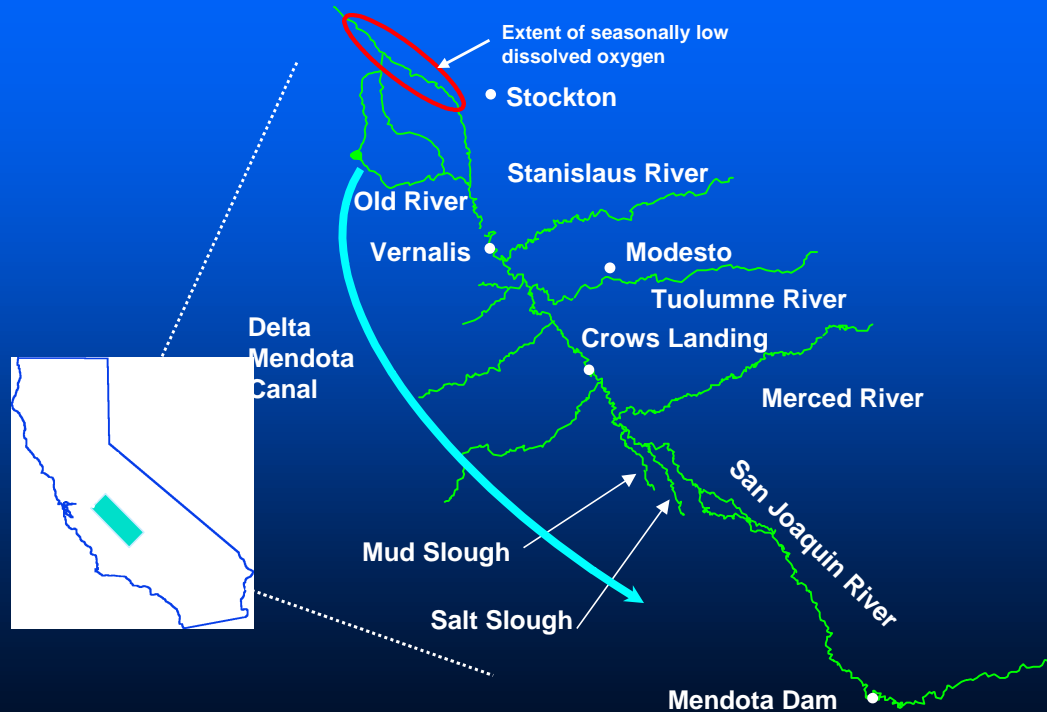 Extent of seasonally low
dissolved oxygen
Stockton
Stanislaus River
Old River
Vernalis
Modesto
Tuolumne River
Delta
Mendota
Canal
Crows Landing
Merced River
San Joaquin River
Mud Slough
Salt Slough
Mendota Dam